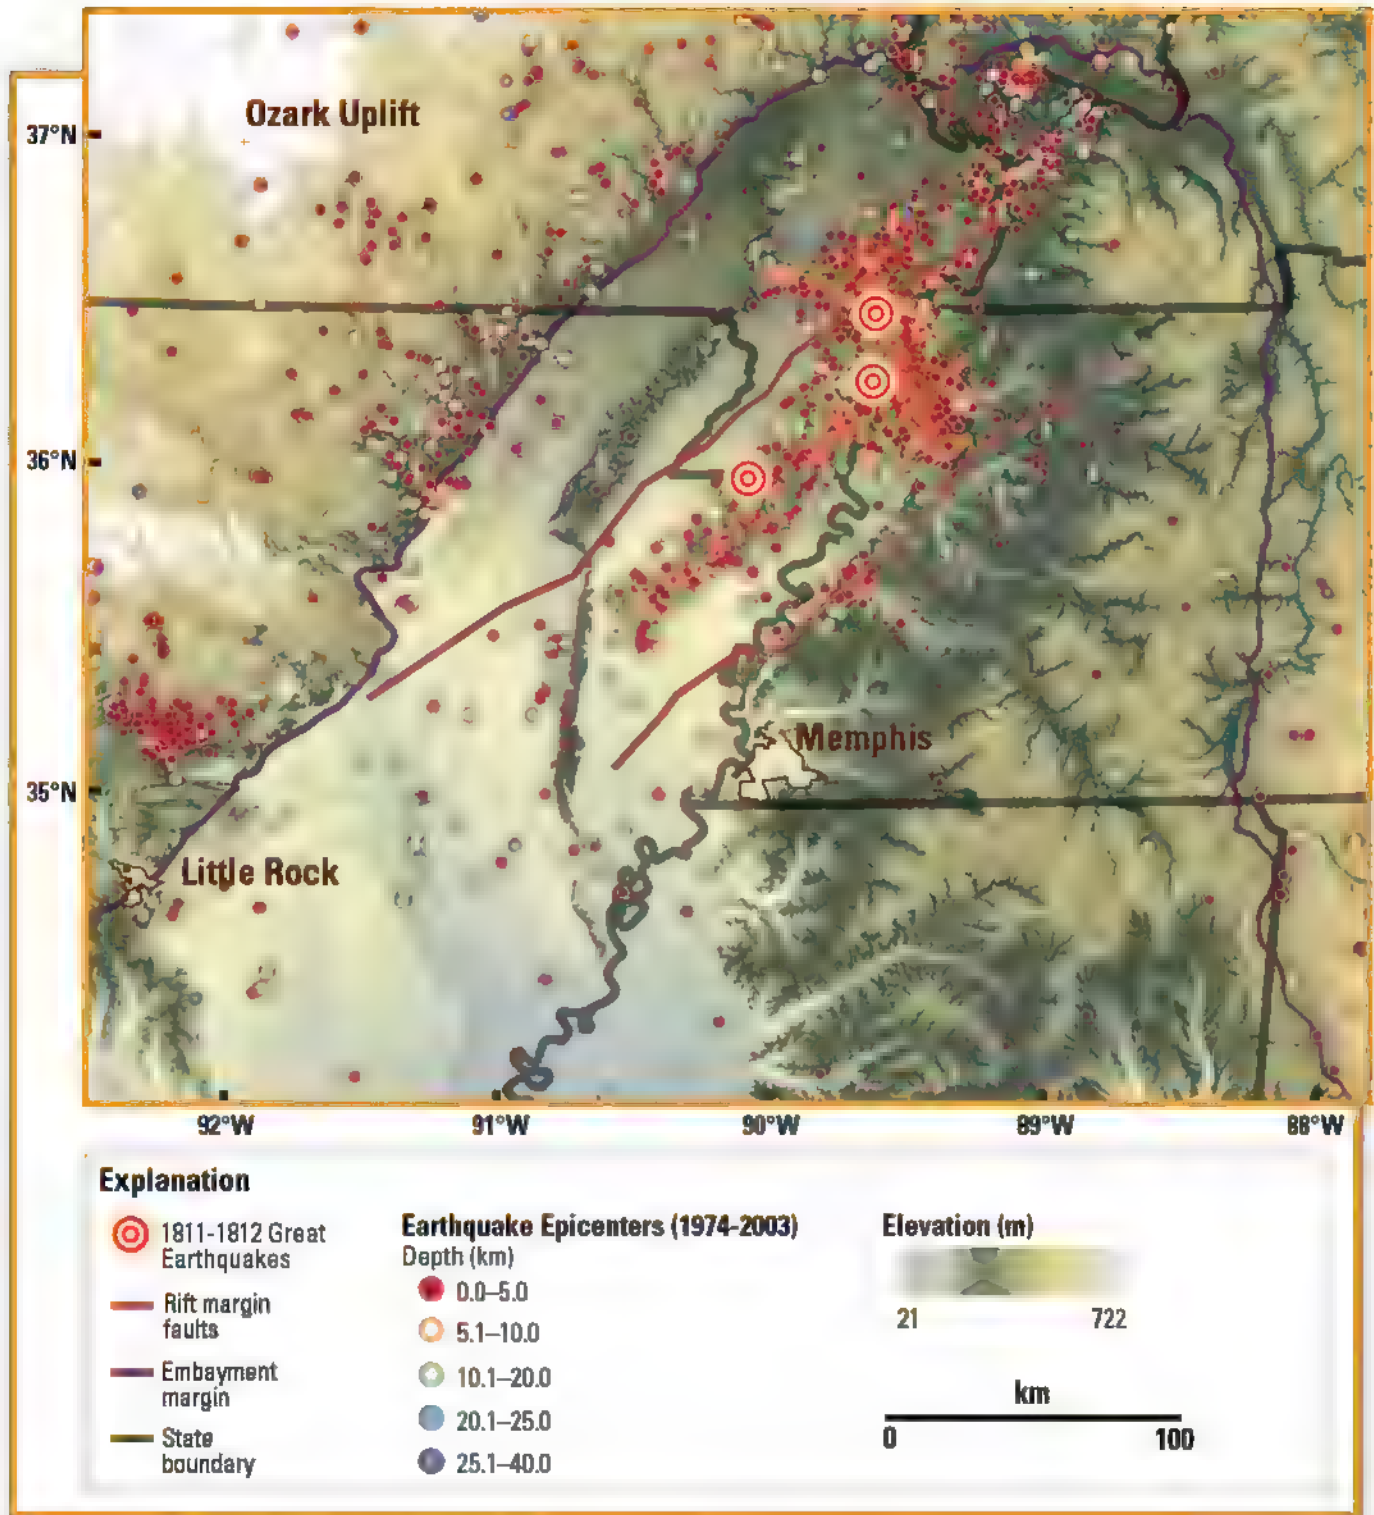 Ozark Uplift
37°N
36°N
Memphis
35°N
Little Rock
92°W 91°W 90°W 89°W 88°W
Explanation
1811-1812 Great
Earthquakes
Rift margin
faults
Embayment
margin
State
boundary
Earthquake Epicenters (1974-2003)
Depth (km)
0.0–5.0
5.1–10.0
10.1–20.0
20.1–25.0
25.1–40.0
Elevation (m)
21 722
km
0 100